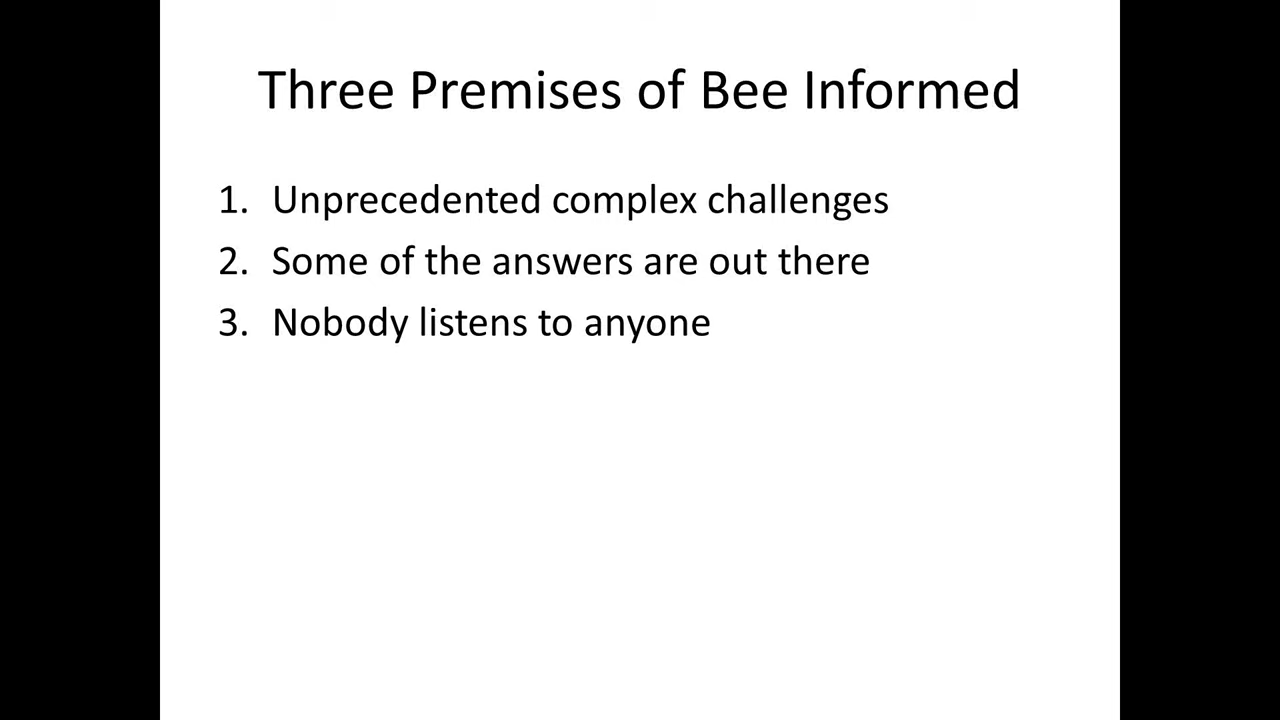 Three Premises of Bee Informed
1. Unprecedented complex challenges
2. Some of the answers are out there
3. Nobody listens to anyone